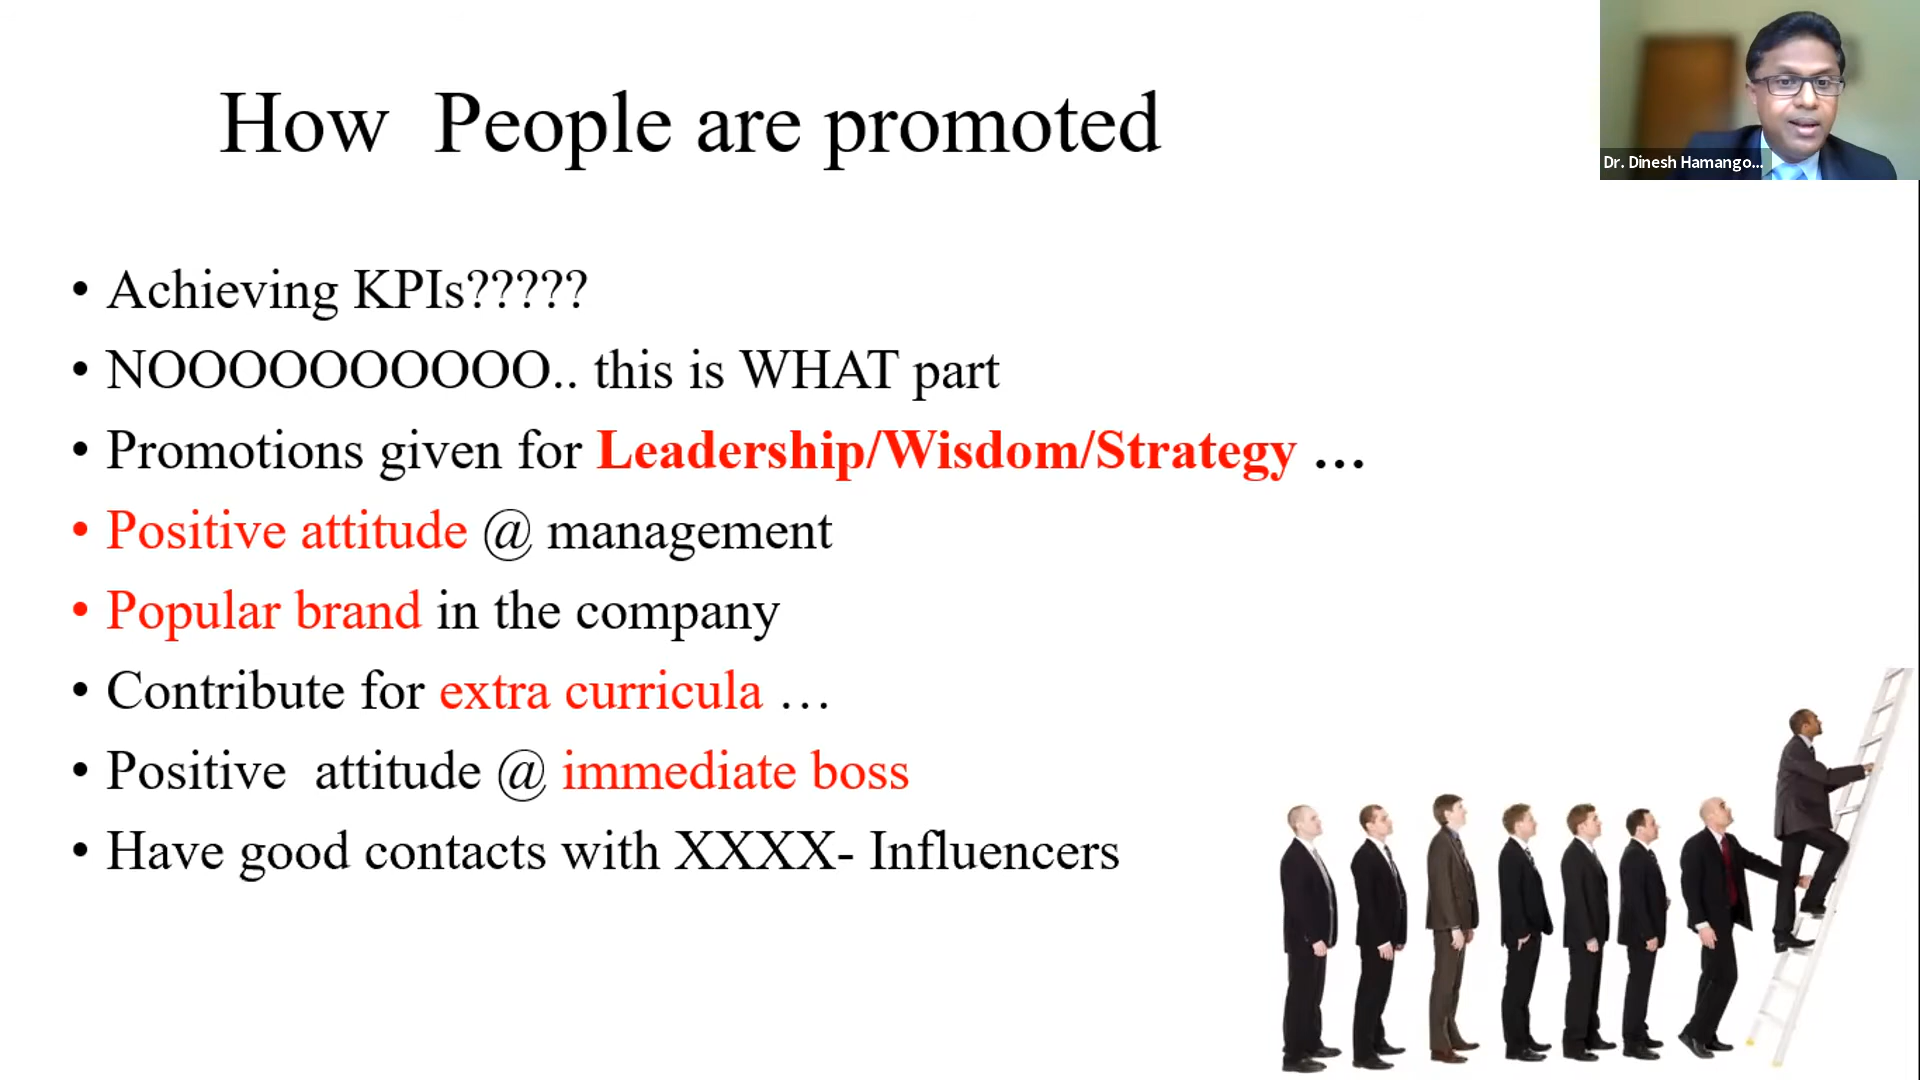 How People are promoted
Dr. Dinesh Hamango...
• Achieving KPIs?????
• NOOOOOOOOOO.. this is WHAT part
• Promotions given for Leadership/Wisdom/Strategy …
• Positive attitude @ management
• Popular brand in the company
• Contribute for extra curricula …
• Positive attitude @ immediate boss
• Have good contacts with XXXX- Influencers